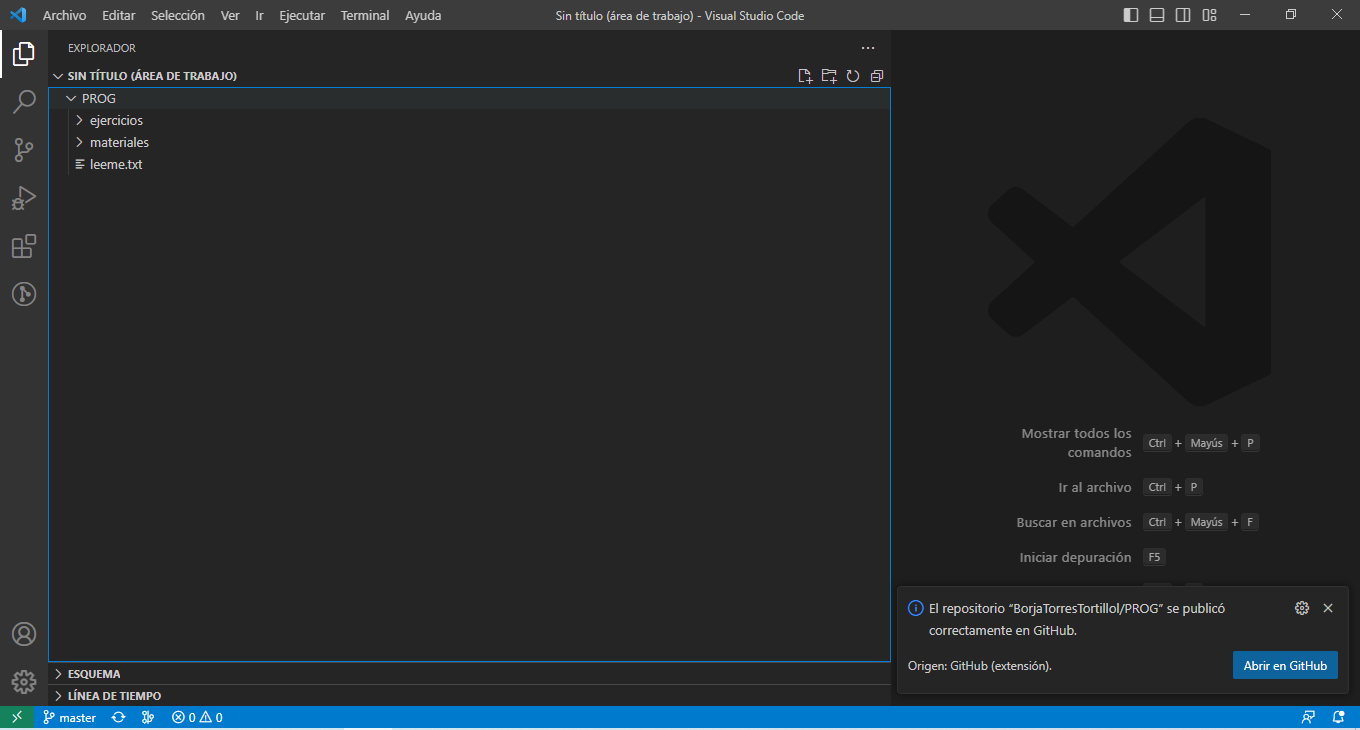 Archivo Editar Selección Ver Ir Ejecutar Terminal Ayuda Sin título (área de trabajo) - Visual Studio Code
EXPLORADOR
SIN TÍTULO (ÁREA DE TRABAJO)
PROG
ejercicios
materiales
leeme.txt
ESQUEMA
LÍNEA DE TIEMPO
Mostrar todos los
comandos Ctrl + Mayús + P
Ir al archivo Ctrl + P
Buscar en archivos Ctrl + Mayús + F
Iniciar depuración F5
El repositorio “BorjaTorresTortillol/PROG” se publicó
correctamente en GitHub.
Origen: GitHub (extensión). Abrir en GitHub
master 0 0